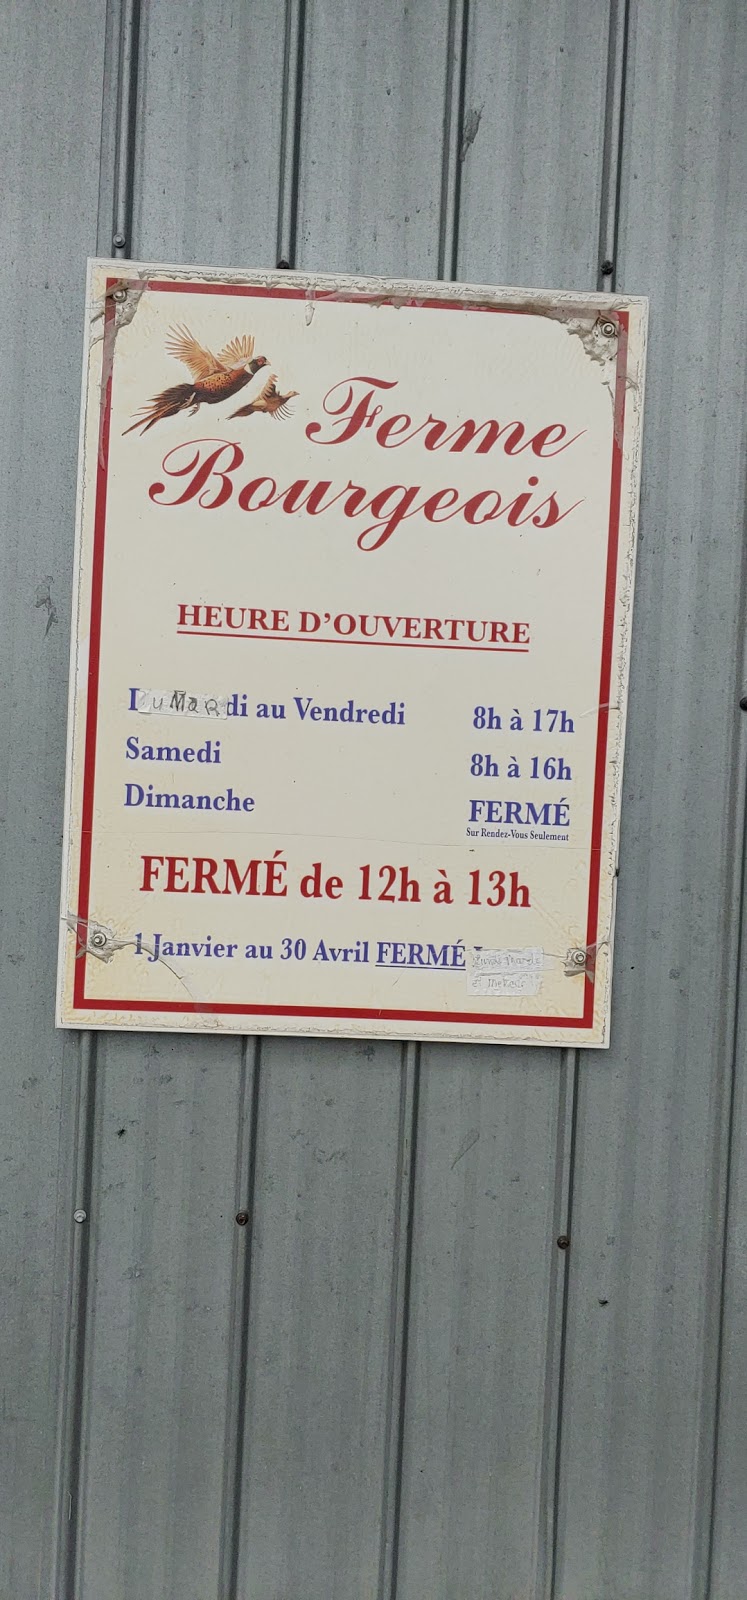 Ferme
Bourgeois
HEURE D'OUVERTURE
di au Vendredi 8h à 17h
Samedi 8h à 16h
Dimanche FERMÉ
Sur Rendez-Vous Seulement
FERMÉ de 12h à 13h
1 Janvier au 30 Avril FERMÉ